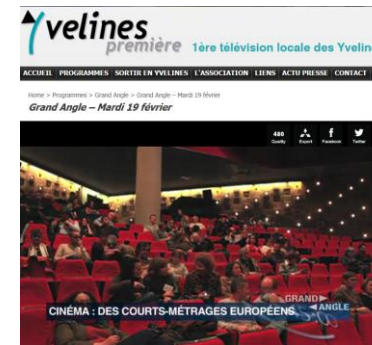 Yvelines
première
1ère télévision locale des Yvelin
ACCUEIL PROGRAMMES SORTIR EN YVELINES L'ASSOCIATION LIENS ACTU PRESSE CONTACT
Home > Programmes > Grand Angle > Grand Angle – Mardi 19 février
Grand Angle – Mardi 19 février
480
Quality Export Facebook Twitter
GRAND
ANGLE
CINÉMA : DES COURTS-MÉTRAGES EUROPÉENS